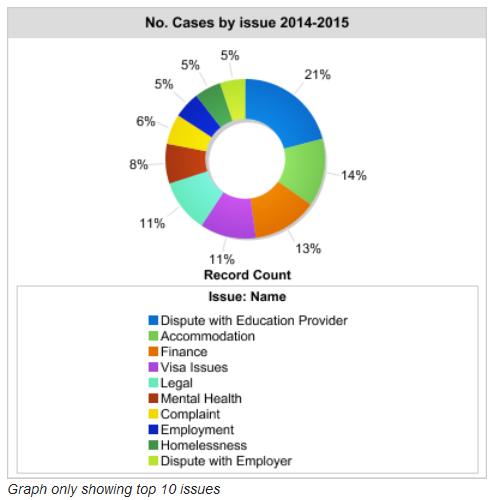 No. Cases by issue 2014-2015
5%
5%
21%
5%
6%
14%
8%
11%
13%
11%
Record Count
Issue: Name
Dispute with Education Provider
Accommodation
Finance
Visa Issues
Legal
Mental Health
Complaint
Employment
Homelessness
Dispute with Employer
Graph only showing top 10 issues